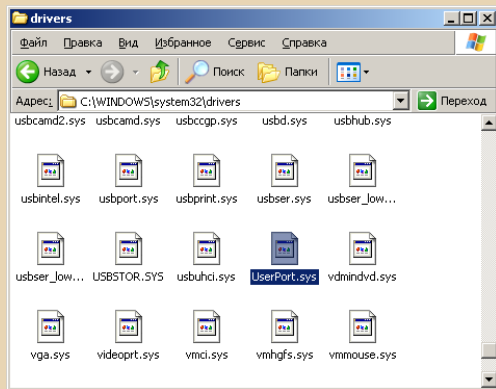 drivers
Файл Правка Вид Избранное Сервис Справка
Назад Поиск Папки
Адрес: C:\WINDOWS\system32\drivers Переход
usbcamd2.sys usbcamd.sys usbccgp.sys usbd.sys usbhub.sys
usbintel.sys usbport.sys usbprint.sys usbser.sys usbser_low...
usbser_low... USBSTOR.SYS usbuhci.sys UserPort.sys vdmindvd.sys
vga.sys videoprt.sys vmci.sys vmhgfs.sys vmmouse.sys